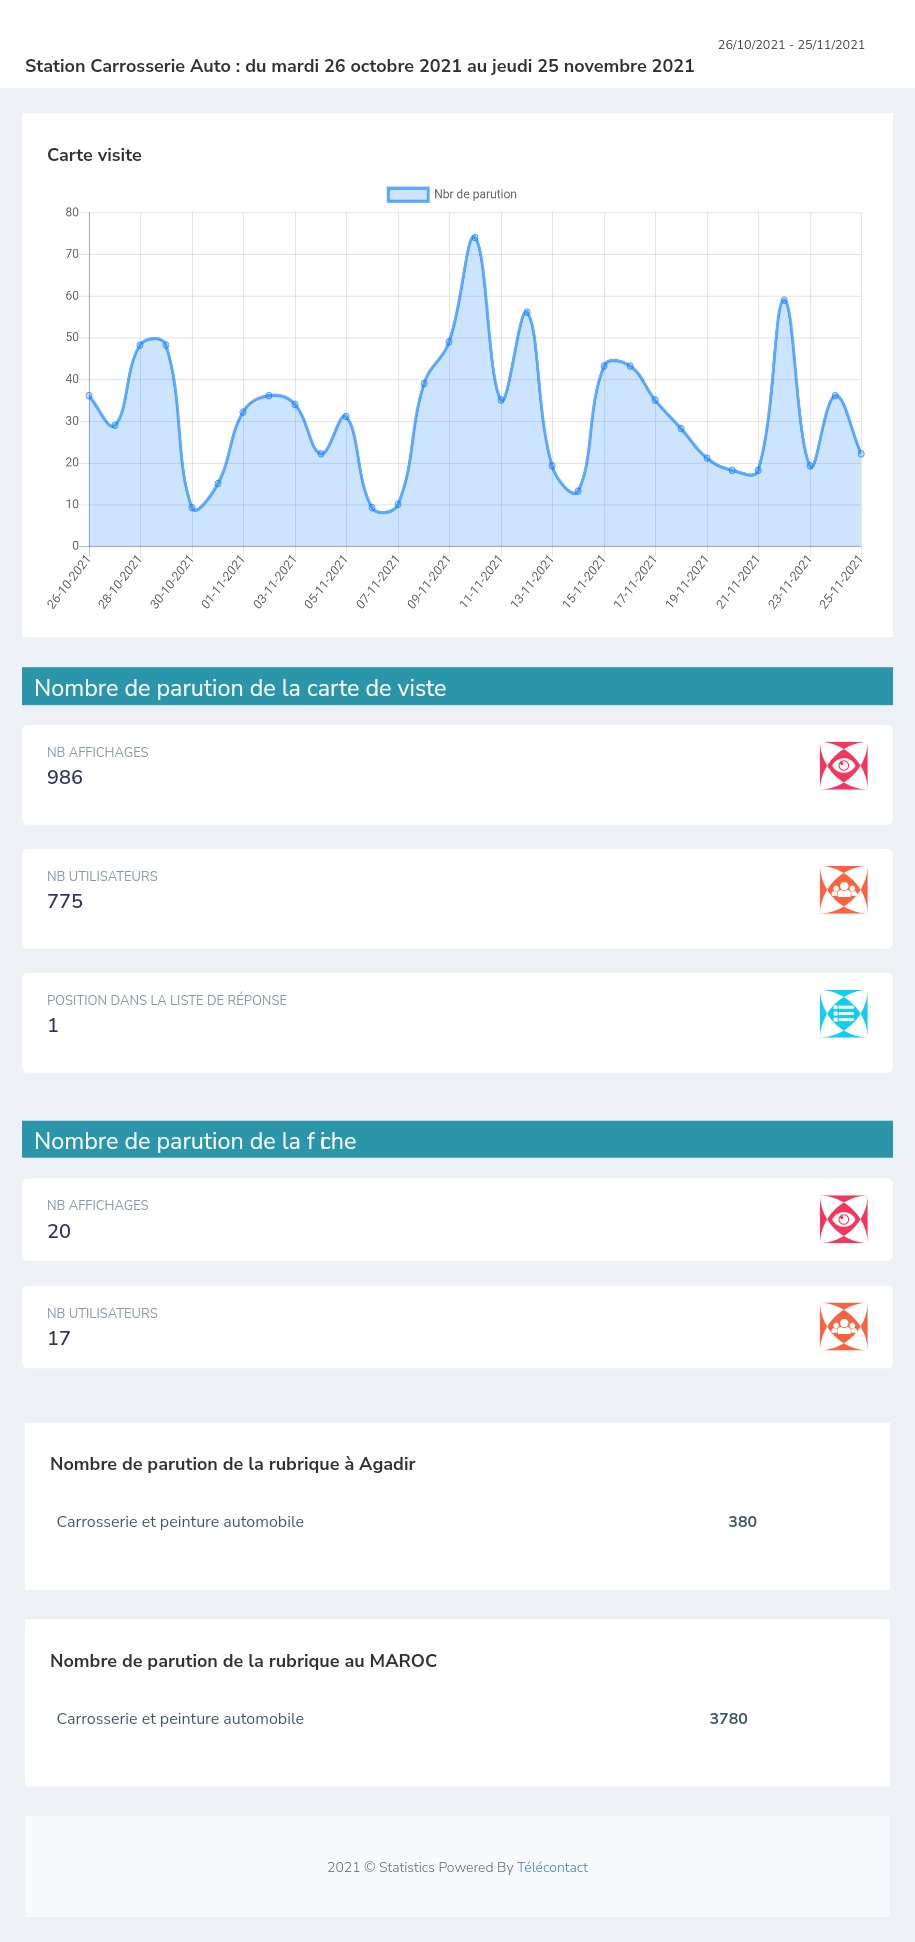 26/10/2021 - 25/11/2021
Station Carrosserie Auto : du mardi 26 octobre 2021 au jeudi 25 novembre 2021
Carte visite
Nbr de parution
80
70
60
50
40
30
20
10
0
26-10-2021
28-10-2021
30-10-2021
01-11-2021
03-11-2021
05-11-2021
07-11-2021
09-11-2021
11-11-2021
13-11-2021
15-11-2021
17-11-2021
19-11-2021
21-11-2021
23-11-2021
25-11-2021
Nombre de parution de la carte de viste
NB AFFICHAGES
986
NB UTILISATEURS
775
POSITION DANS LA LISTE DE RÉPONSE
1
Nombre de parution de la fiche
NB AFFICHAGES
20
NB UTILISATEURS
17
Nombre de parution de la rubrique à Agadir
Carrosserie et peinture automobile 380
Nombre de parution de la rubrique au MAROC
Carrosserie et peinture automobile 3780
2021 © Statistics Powered By Télécontact